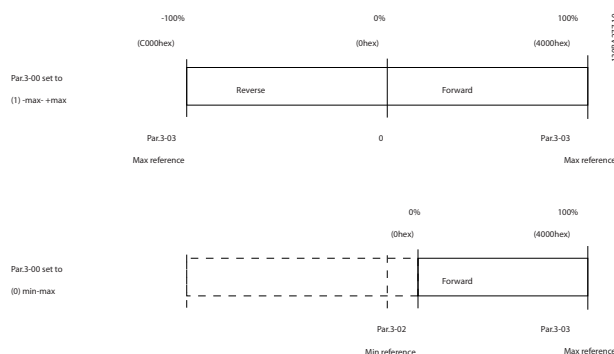 -100% 0% 100%
(C000hex) (0hex) (4000hex)
Par.3-00 set to
(1) -max- +max
Reverse Forward
Par.3-03 0 Par.3-03
Max reference Max reference
0% 100%
(0hex) (4000hex)
Par.3-00 set to
(0) min-max
Forward
Par.3-02 Par.3-03
Min reference Max reference